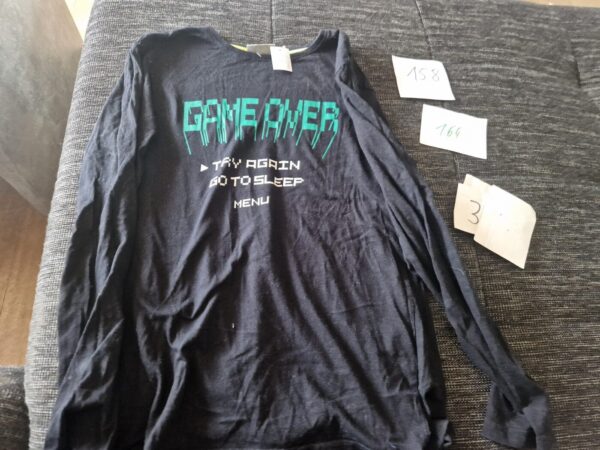 GAME OVER
▸ TRY AGAIN
GO TO SLEEP
MENU
158
164
3